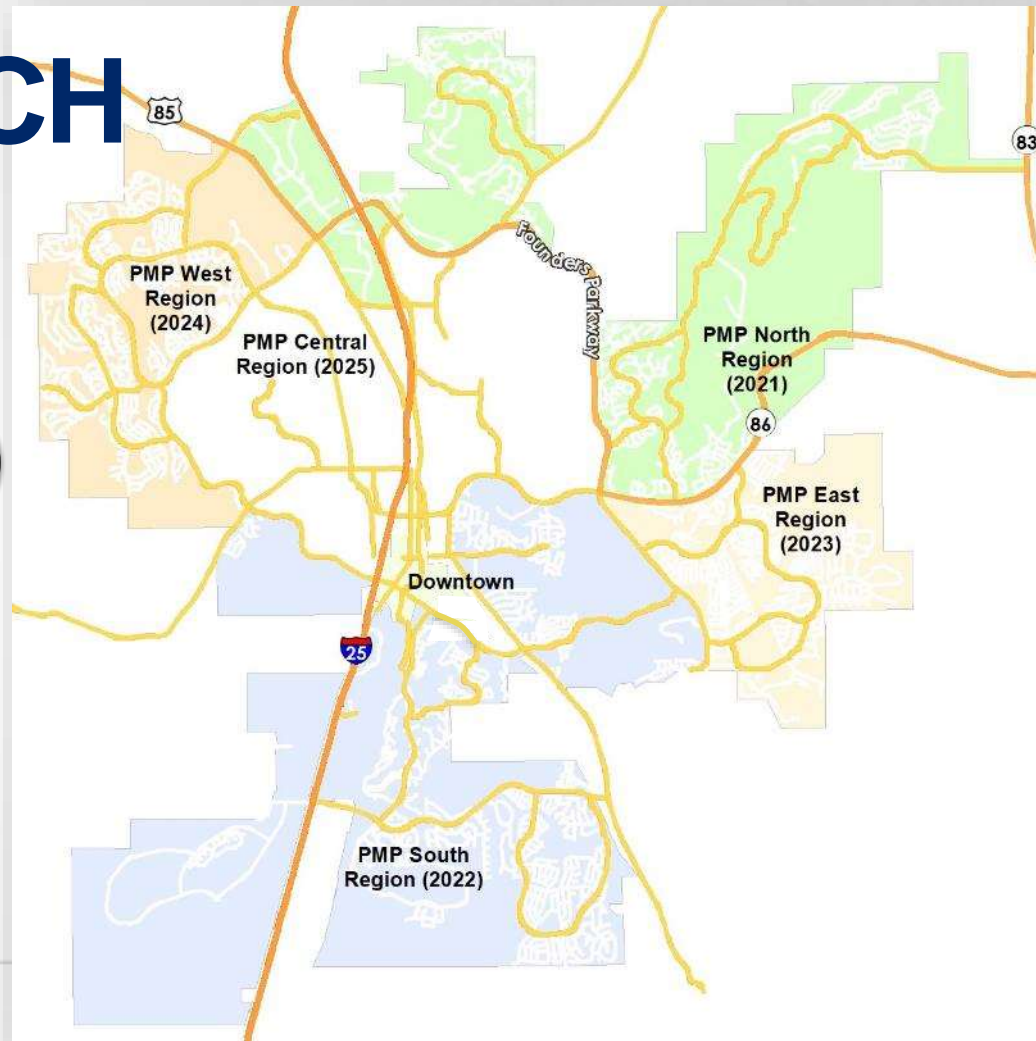 CH
85
83
Founders Parkway
PMP West
Region
(2024)
PMP Central
Region (2025)
PMP North
Region
(2021)
86
PMP East
Region
(2023)
Downtown
25
PMP South
Region (2022)